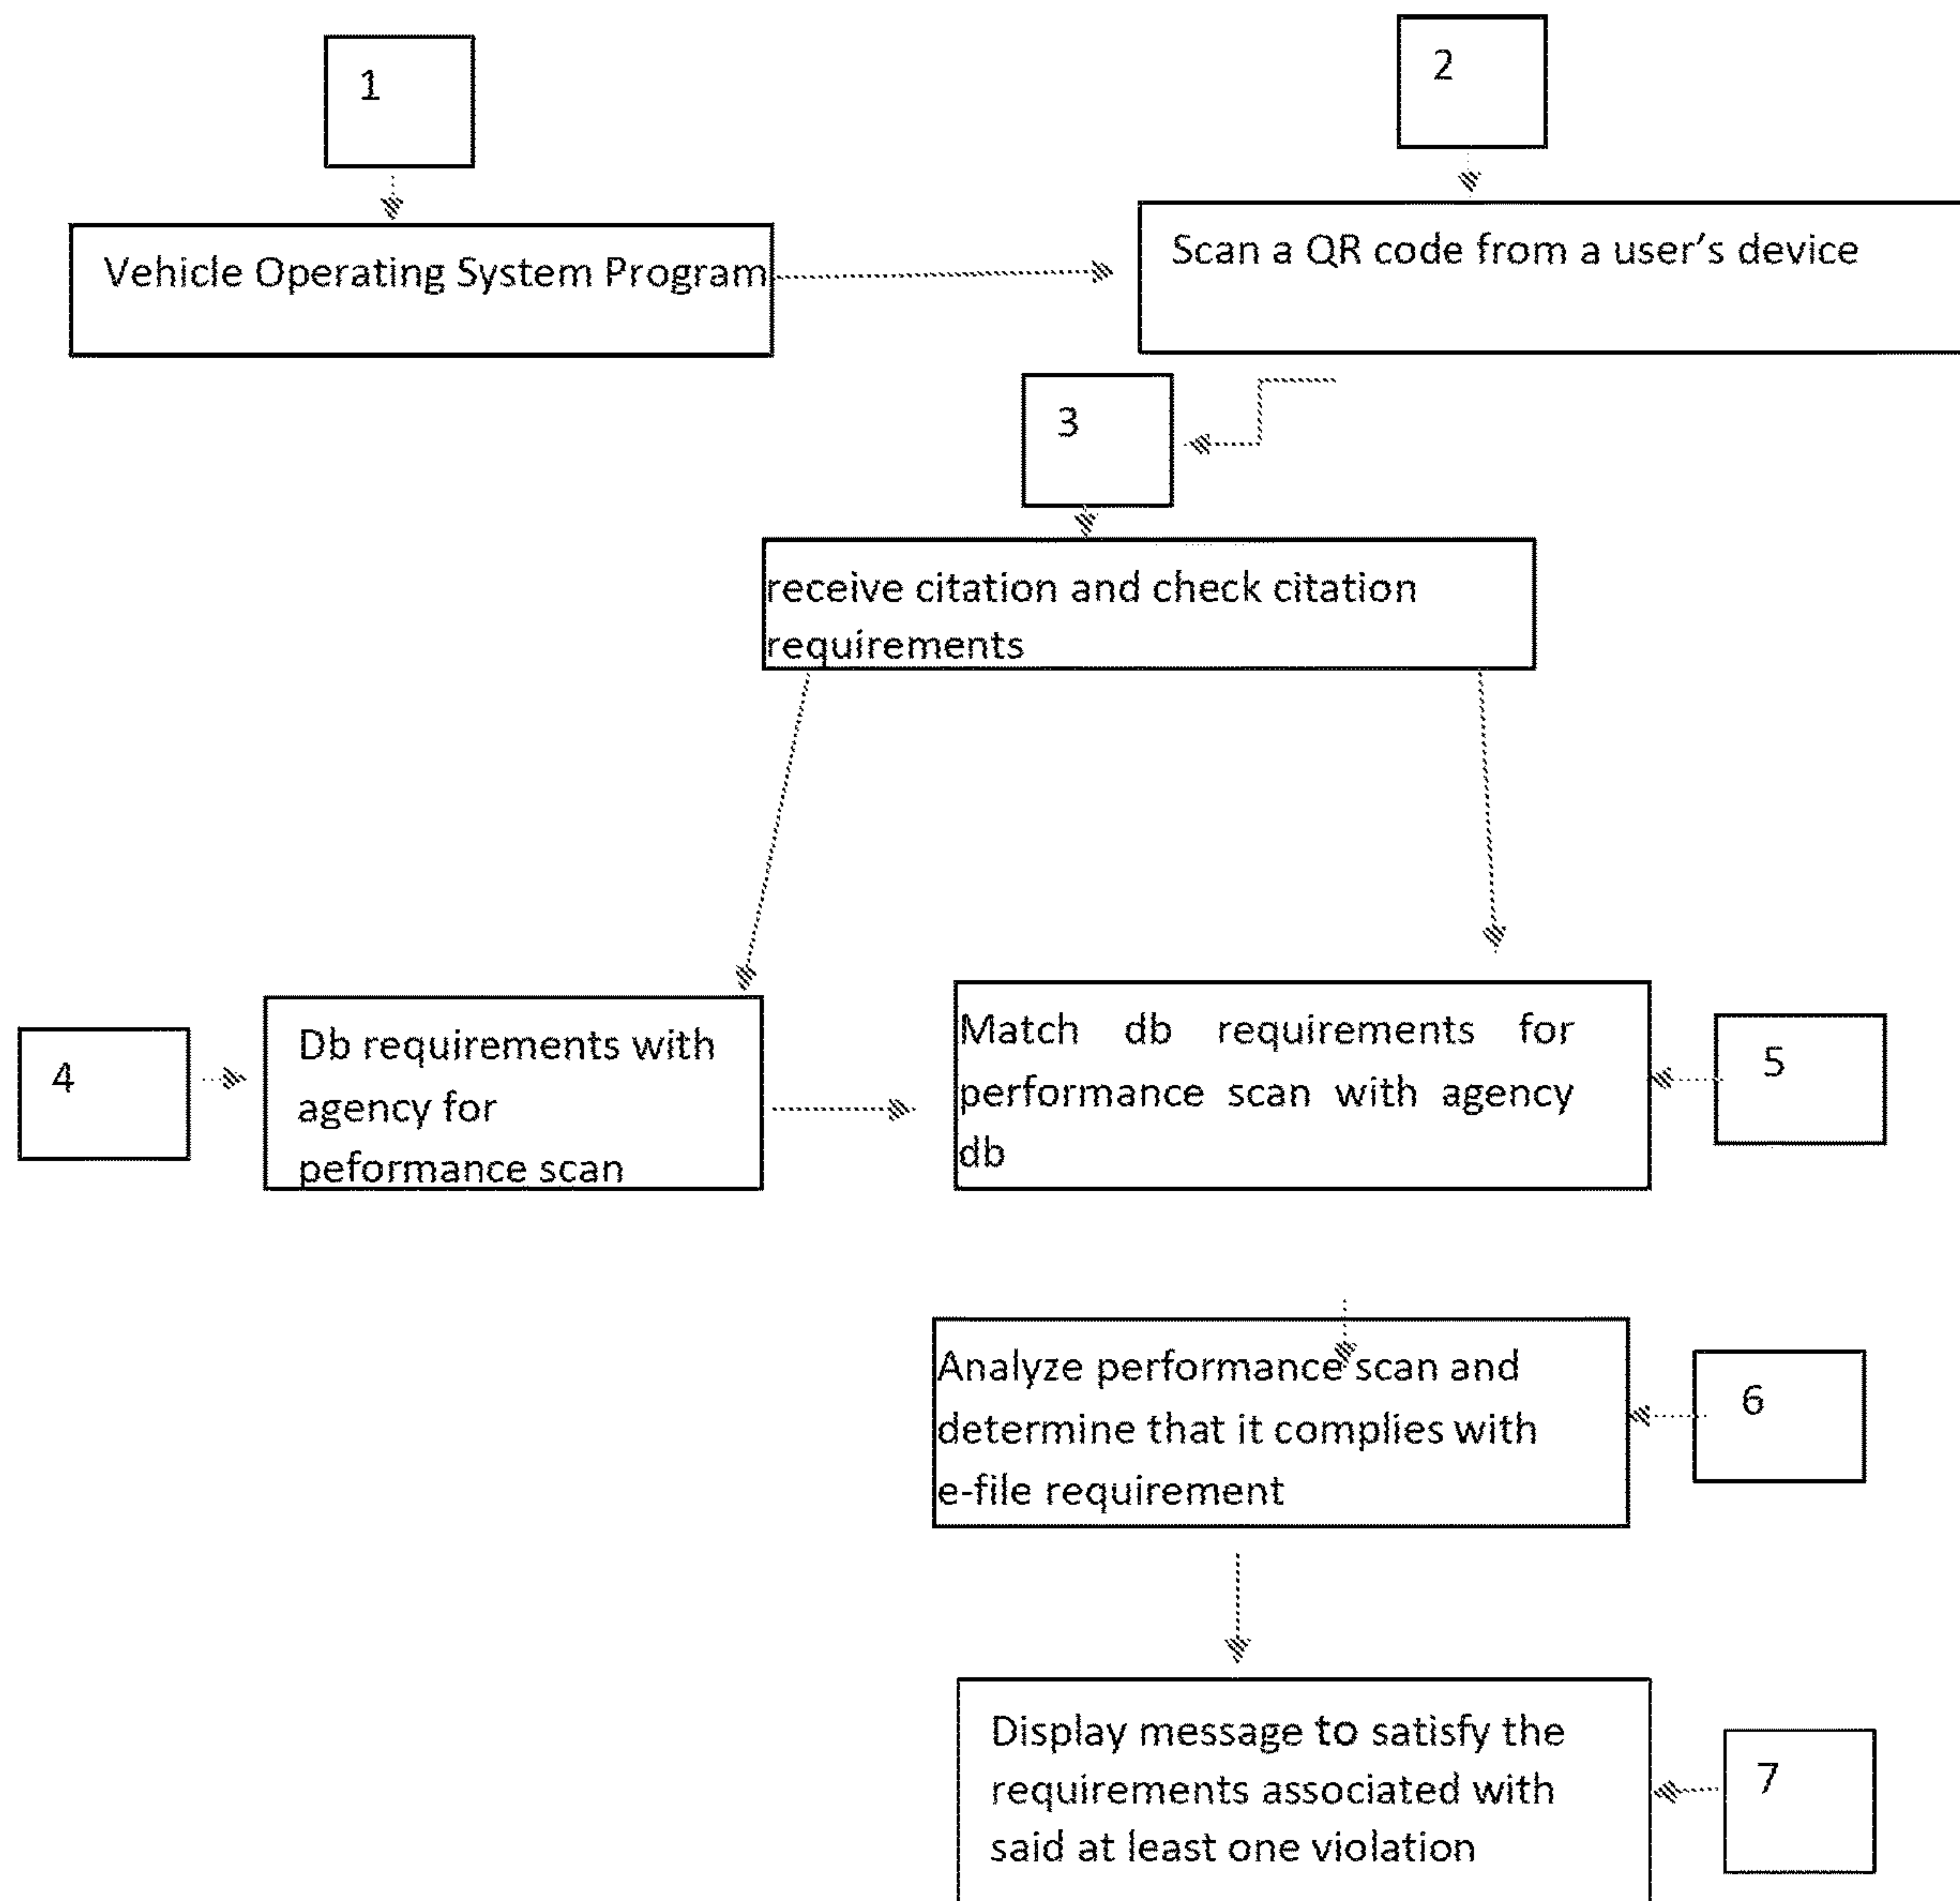 1
2
Vehicle Operating System Program
Scan a QR code from a user's device
3
receive citation and check citation
requirements
4
Db requirements with
agency for
peformance scan
Match db requirements for
performance scan with agency
db
5
Analyze performance scan and
determine that it complies with
e-file requirement
6
Display message to satisfy the
requirements associated with
said at least one violation
7